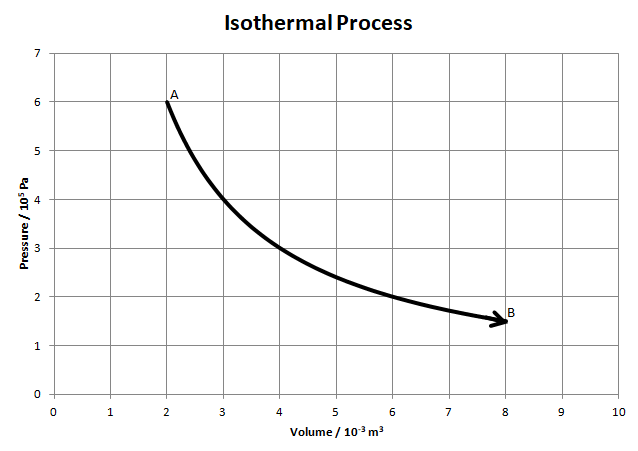 Isothermal Process
7
6
5
4
3
2
1
0
Pressure / 10⁵ Pa
A
B
0 1 2 3 4 5 6 7 8 9 10
Volume / 10⁻³ m³